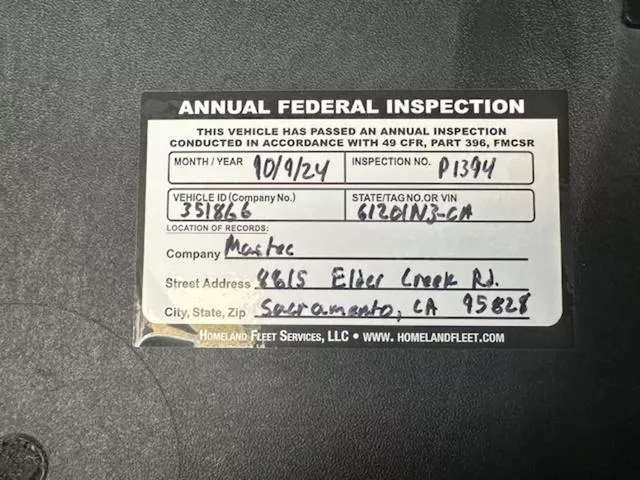 ANNUAL FEDERAL INSPECTION
THIS VEHICLE HAS PASSED AN ANNUAL INSPECTION
CONDUCTED IN ACCORDANCE WITH 49 CFR, PART 396, FMCSR
MONTH / YEAR 10/9/24 INSPECTION NO. P1394
VEHICLE ID (Company No.) STATE/TAG NO. OR VIN
351866 61201N3-CA
LOCATION OF RECORDS:
Company Mastec
Street Address 8615 Elder Creek Rd.
City, State, Zip Sacramento, CA 95828
HOMELAND FLEET SERVICES, LLC • WWW. HOMELANDFLEET.COM